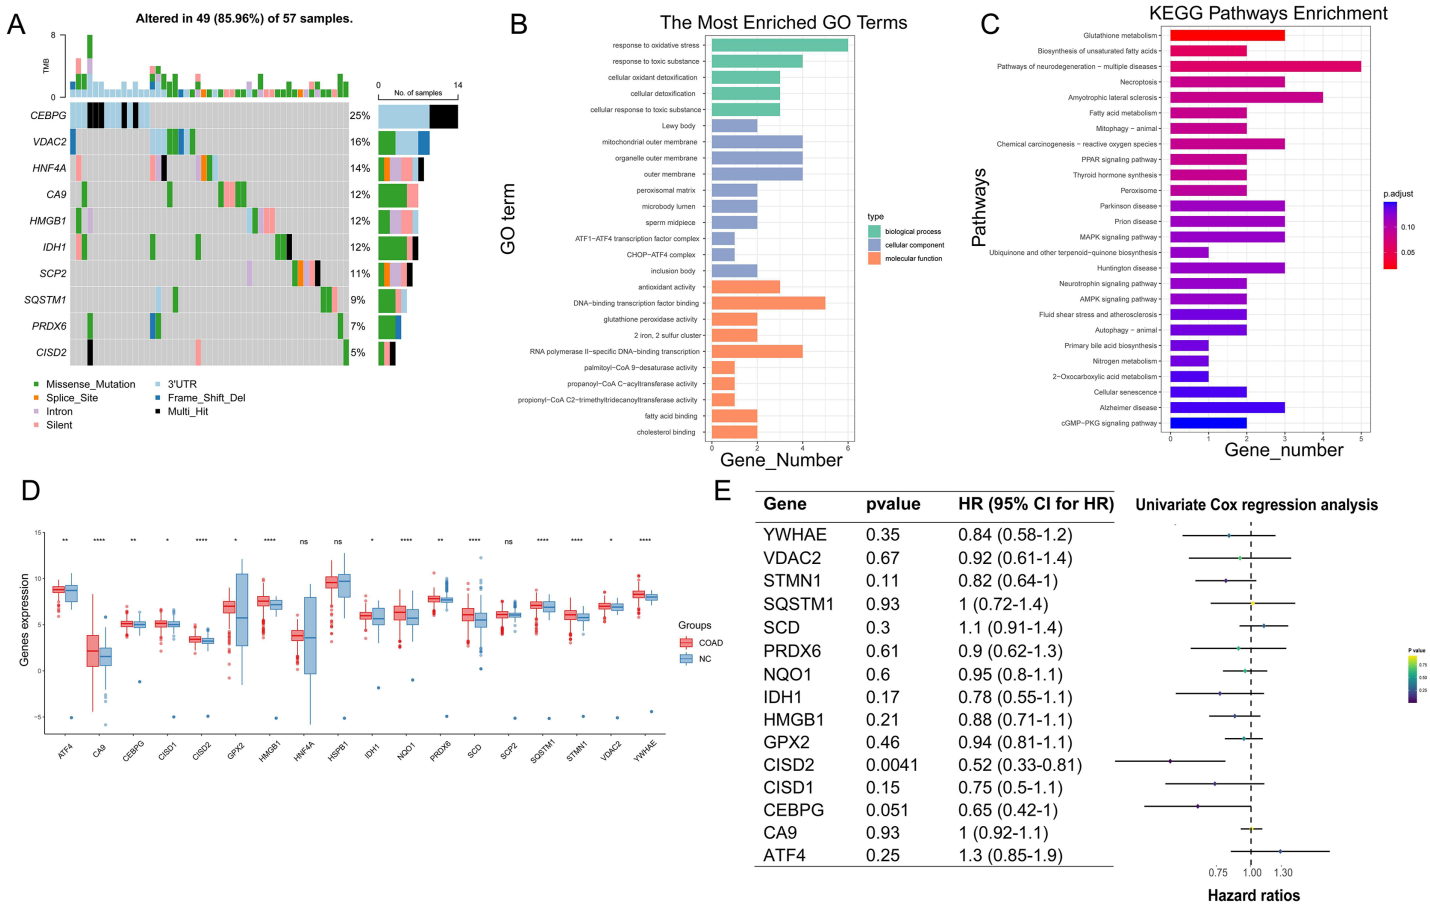 A
Altered in 49 (85.96%) of 57 samples.
8
TMB
0
No. of samples
0
14
CEBPG 25%
VDAC2 16%
HNF4A 14%
CA9 12%
HMGB1 12%
IDH1 12%
SCP2 11%
SQSTM1 9%
PRDX6 7%
CISD2 5%
Missense_Mutation
Splice_Site
Intron
Silent
3'UTR
Frame_Shift_Del
Multi_Hit
B
The Most Enriched GO Terms
GO term
response to oxidative stress
response to toxic substance
cellular oxidant detoxification
cellular detoxification
cellular response to toxic substance
Lewy body
mitochondrial outer membrane
organelle outer membrane
outer membrane
peroxisomal matrix
microbody lumen
sperm midpiece
ATF1−ATF4 transcription factor complex
CHOP−ATF4 complex
inclusion body
antioxidant activity
DNA−binding transcription factor binding
glutathione peroxidase activity
2 iron, 2 sulfur cluster
RNA polymerase II−specific DNA−binding transcription
palmitoyl−CoA 9−desaturase activity
propanoyl−CoA C−acyltransferase activity
propionyl−CoA C2−trimethyltridecanoyltransferase activity
fatty acid binding
cholesterol binding
0 2 4 6
Gene_Number
type
biological process
cellular component
molecular function
C
KEGG Pathways Enrichment
Pathways
Glutathione metabolism
Biosynthesis of unsaturated fatty acids
Pathways of neurodegeneration − multiple diseases
Necroptosis
Amyotrophic lateral sclerosis
Fatty acid metabolism
Mitophagy − animal
Chemical carcinogenesis − reactive oxygen species
PPAR signaling pathway
Thyroid hormone synthesis
Peroxisome
Parkinson disease
Prion disease
MAPK signaling pathway
Ubiquinone and other terpenoid−quinone biosynthesis
Huntington disease
Neurotrophin signaling pathway
AMPK signaling pathway
Fluid shear stress and atherosclerosis
Autophagy − animal
Primary bile acid biosynthesis
Nitrogen metabolism
2−Oxocarboxylic acid metabolism
Cellular senescence
Alzheimer disease
cGMP−PKG signaling pathway
0 1 2 3 4 5
Gene_number
p.adjust
0.10
0.05
D
Genes expression
15
10
5
0
−5
** **** ** * **** * **** ns ns * **** ** **** ns **** **** * ****
ATF4 CA9 CEBPG CISD1 CISD2 GPX2 HMGB1 HNF4A HSPB1 IDH1 NQO1 PRDX6 SCD SCP2 SQSTM1 STMN1 VDAC2 YWHAE
Groups
COAD
NC
E
Gene pvalue HR (95% CI for HR)
YWHAE 0.35 0.84 (0.58-1.2)
VDAC2 0.67 0.92 (0.61-1.4)
STMN1 0.11 0.82 (0.64-1)
SQSTM1 0.93 1 (0.72-1.4)
SCD 0.3 1.1 (0.91-1.4)
PRDX6 0.61 0.9 (0.62-1.3)
NQO1 0.6 0.95 (0.8-1.1)
IDH1 0.17 0.78 (0.55-1.1)
HMGB1 0.21 0.88 (0.71-1.1)
GPX2 0.46 0.94 (0.81-1.1)
CISD2 0.0041 0.52 (0.33-0.81)
CISD1 0.15 0.75 (0.5-1.1)
CEBPG 0.051 0.65 (0.42-1)
CA9 0.93 1 (0.92-1.1)
ATF4 0.25 1.3 (0.85-1.9)
Univariate Cox regression analysis
0.75 1.00 1.30
Hazard ratios
P value
0.75
0.50
0.25